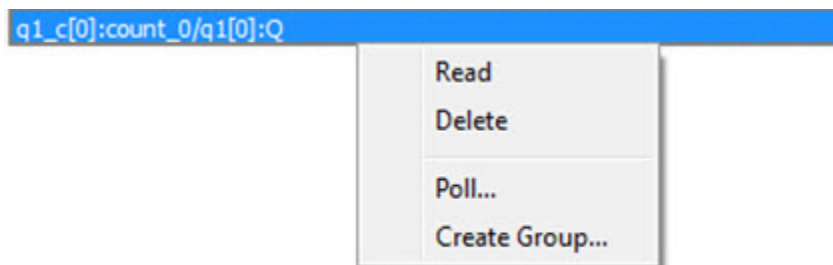 q1_c[0]:count_0/q1[0]:Q
Read
Delete
Poll...
Create Group...